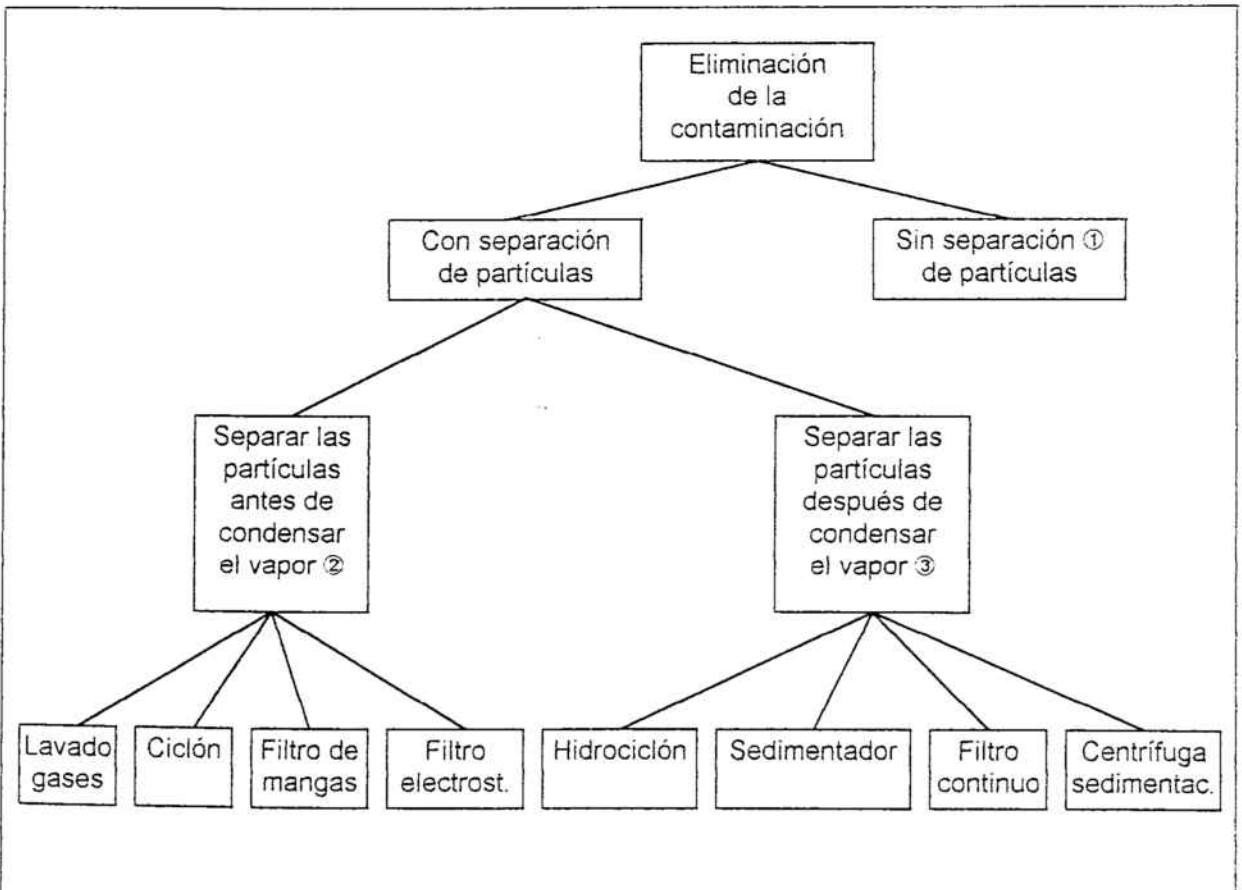 Eliminación
de la
contaminación
Con separación
de partículas
Sin separación ①
de partículas
Separar las
partículas
antes de
condensar
el vapor ②
Separar las
partículas
después de
condensar
el vapor ③
Lavado
gases
Ciclón
Filtro de
mangas
Filtro
electrost.
Hidrociclón
Sedimentador
Filtro
continuo
Centrífuga
sedimentac.